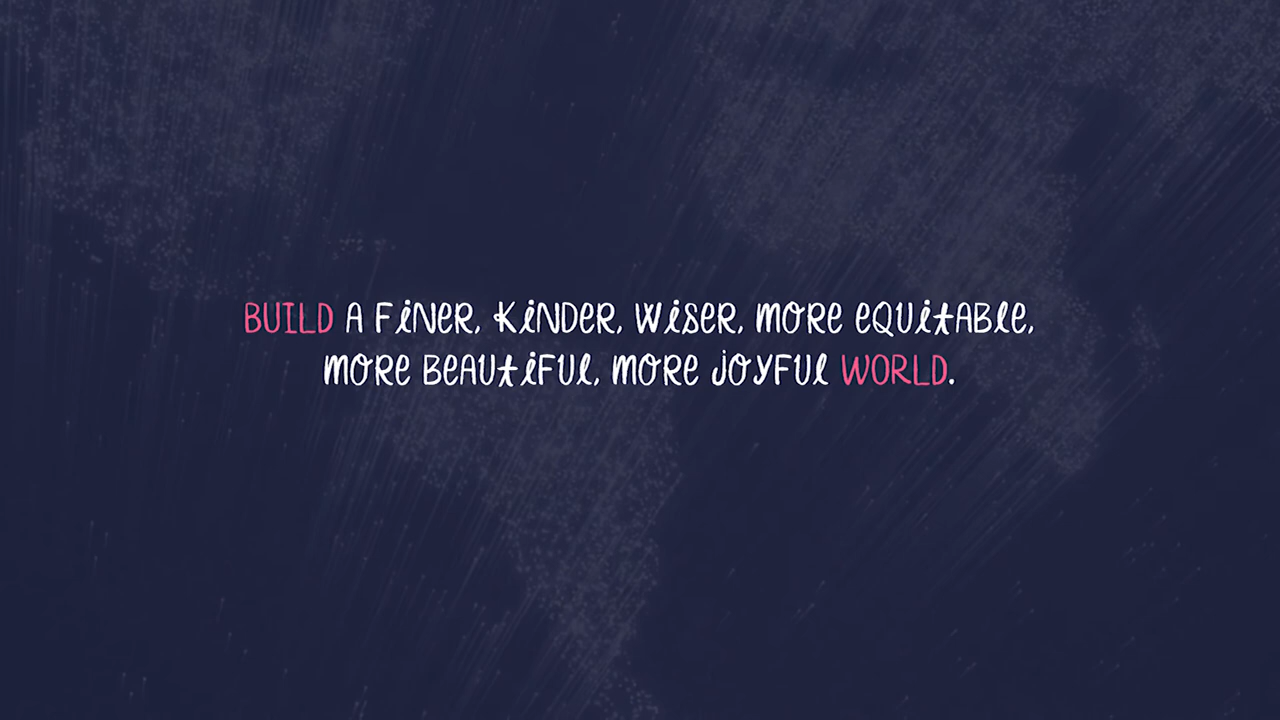 BUILD A FiNER, KiNDER, WiSER, MORE EQUitABlE,
MORE BEAUtiFUl, MORE jOYFUl WORLD.